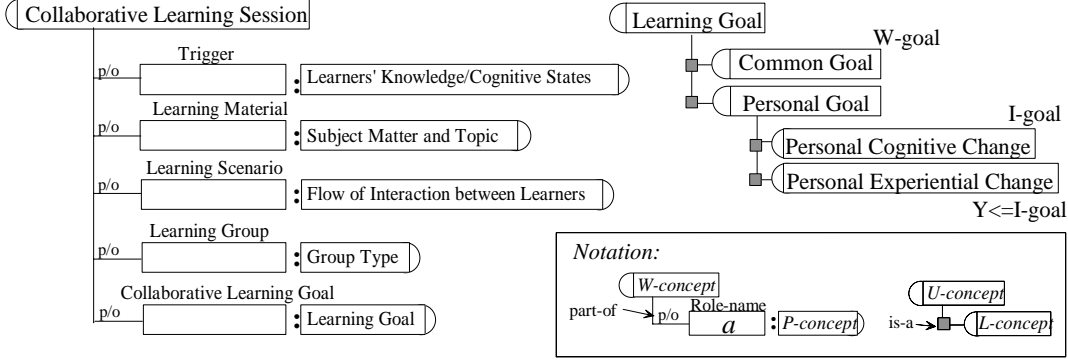 Collaborative Learning Session
Trigger
p/o : Learners' Knowledge/Cognitive States
Learning Material
p/o : Subject Matter and Topic
Learning Scenario
p/o : Flow of Interaction between Learners
Learning Group
p/o : Group Type
Collaborative Learning Goal
p/o : Learning Goal
Learning Goal
W-goal
Common Goal
Personal Goal
I-goal
Personal Cognitive Change
Personal Experiential Change
Y<=I-goal
Notation:
W-concept
part-of p/o Role-name
a : P-concept
U-concept
is-a L-concept